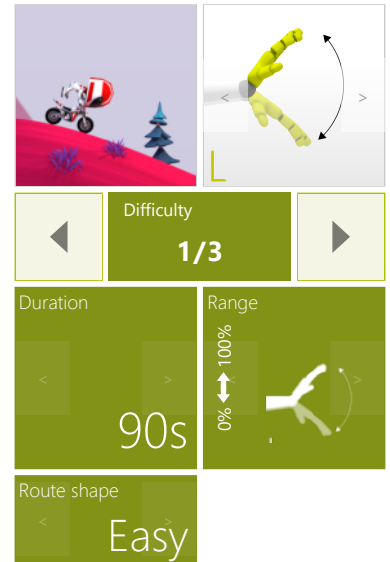 L
Difficulty
1/3
Duration
90s
Range
0% ↔ 100%
Route shape
Easy